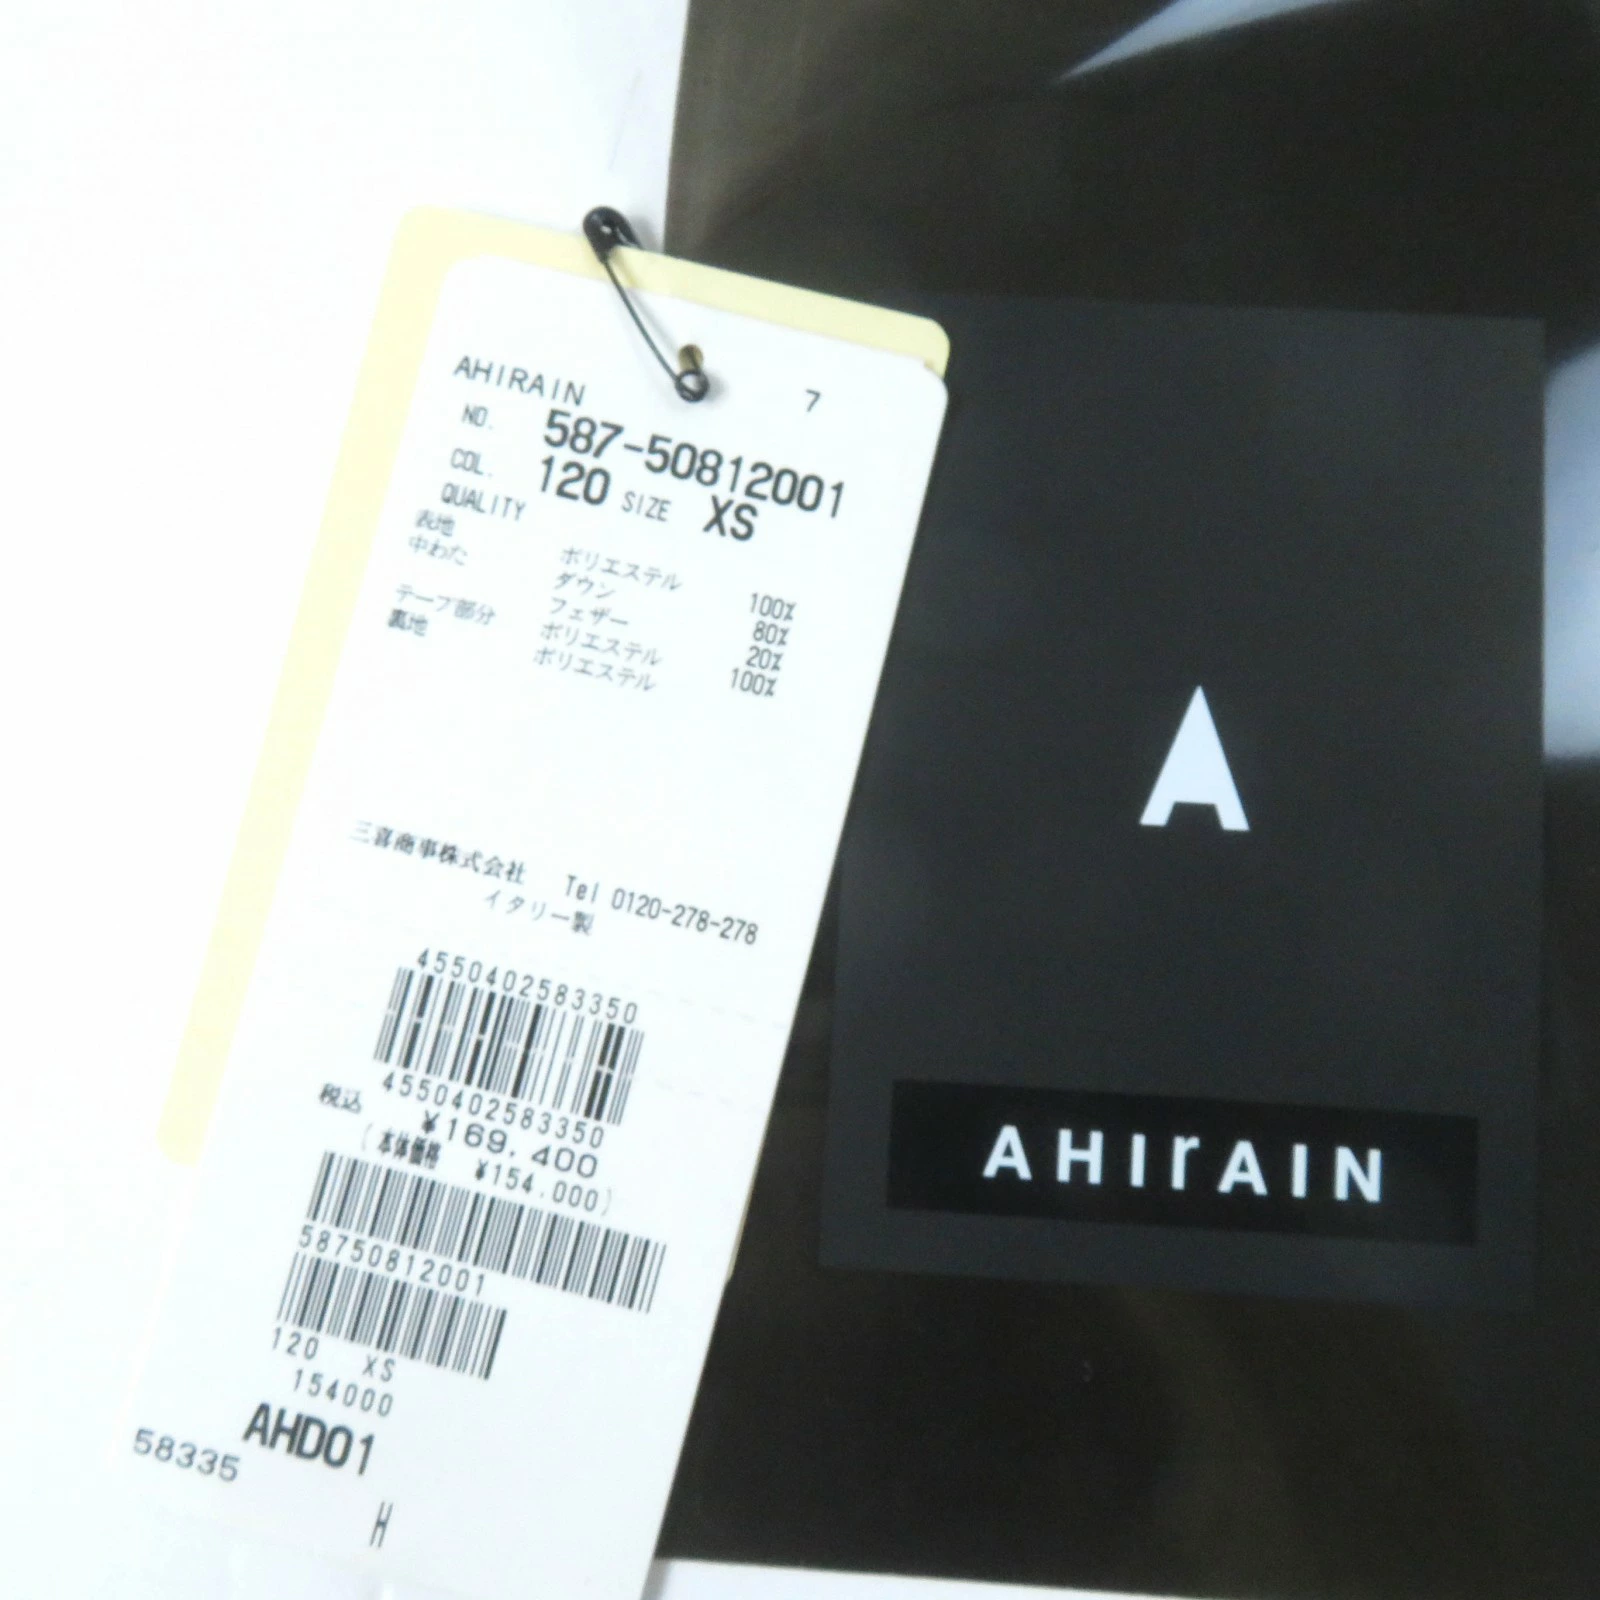 AHIRAIN 7
NO. 587-50812001
COL. 120 SIZE XS
QUALITY
表地 ポリエステル 100%
中わた ダウン 80%
フェザー 20%
テープ部分 ポリエステル 100%
裏地 ポリエステル
三喜商事株式会社 Tel 0120-278-278
イタリー製
4550402583350
4550402583350
税込 ¥169,400
(本体価格 ¥154,000)
58750812001
120 XS
154000
AHD01
58335
H
A
AHIrAIN